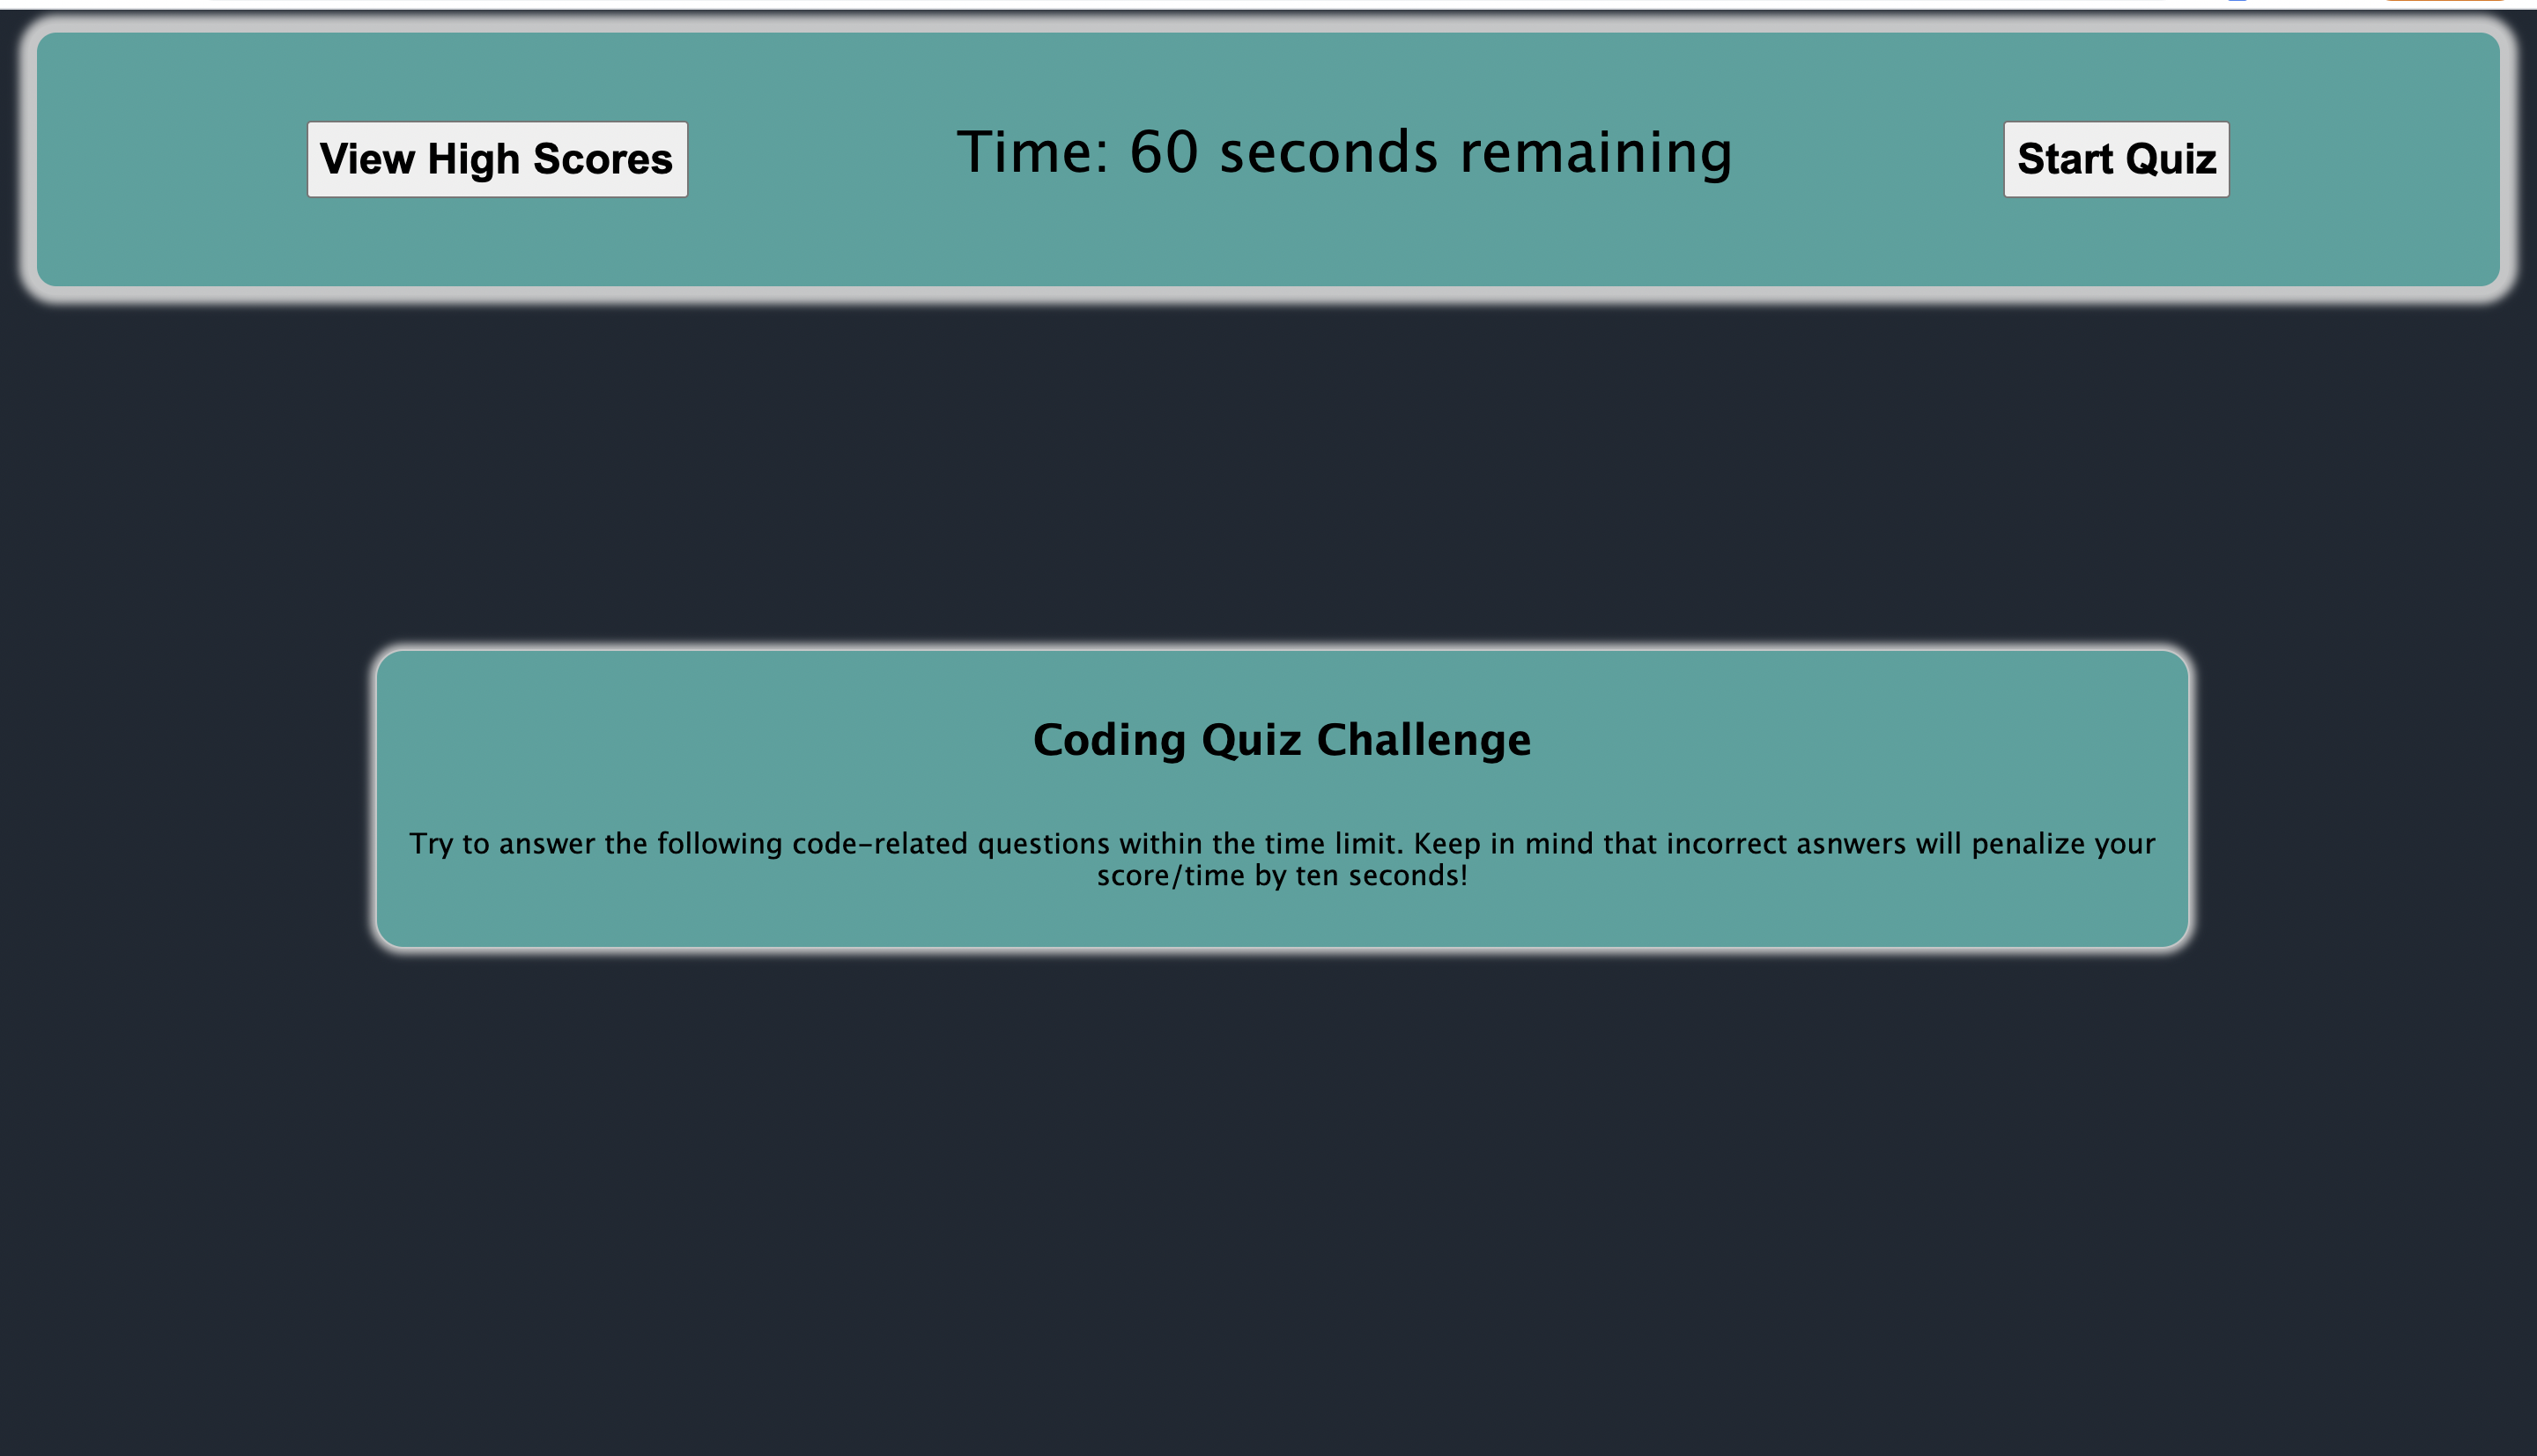 View High Scores
Time: 60 seconds remaining
Start Quiz
Coding Quiz Challenge
Try to answer the following code-related questions within the time limit. Keep in mind that incorrect asnwers will penalize your
score/time by ten seconds!